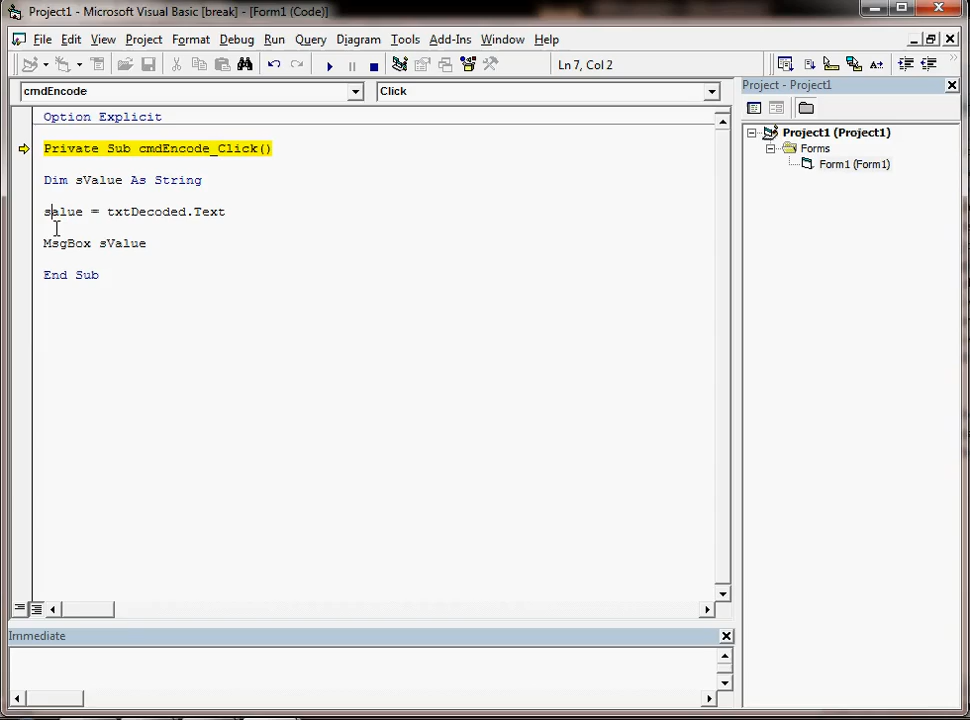 Project1 - Microsoft Visual Basic [break] - [Form1 (Code)]
File Edit View Project Format Debug Run Query Diagram Tools Add-Ins Window Help
Ln 7, Col 2
cmdEncode Click
Project - Project1
Option Explicit
Project1 (Project1)
Private Sub cmdEncode_Click()
Forms
Form1 (Form1)
Dim sValue As String
salue = txtDecoded.Text
MsgBox sValue
End Sub
Immediate